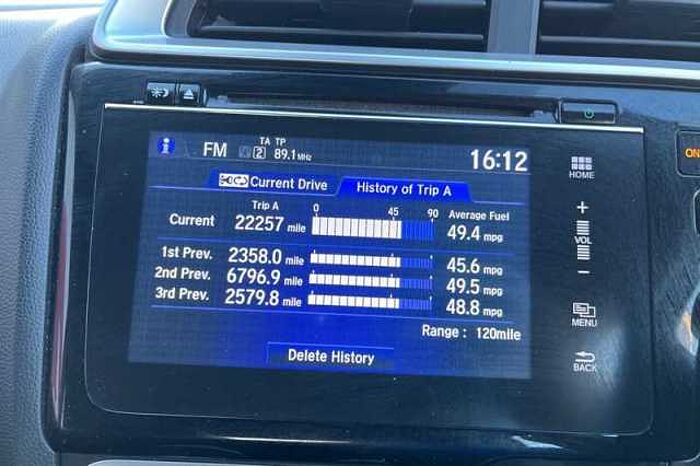 TA TP
FM 2 89.1 MHz 16:12
HOME
Current Drive History of Trip A
Trip A 0 45 90 Average Fuel
Current 22257 mile 49.4 mpg
1st Prev. 2358.0 mile 45.6 mpg
2nd Prev. 6796.9 mile 49.5 mpg
3rd Prev. 2579.8 mile 48.8 mpg
Range : 120mile
Delete History
+
VOL
−
MENU
BACK
ON